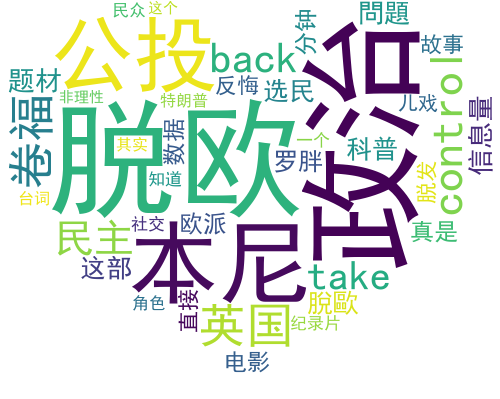 民众 这个
公投
back
分钟
問題
故事
题材
反悔
选民
政治
非理性
特朗普
儿戏
control
信息量
卷福
脱欧
数据
其实
一个
罗胖
科普
知道
脱发
台词
民主
社交
本尼
欧派
真是
这部
take
直接
角色
英国
脫歐
纪录片
电影